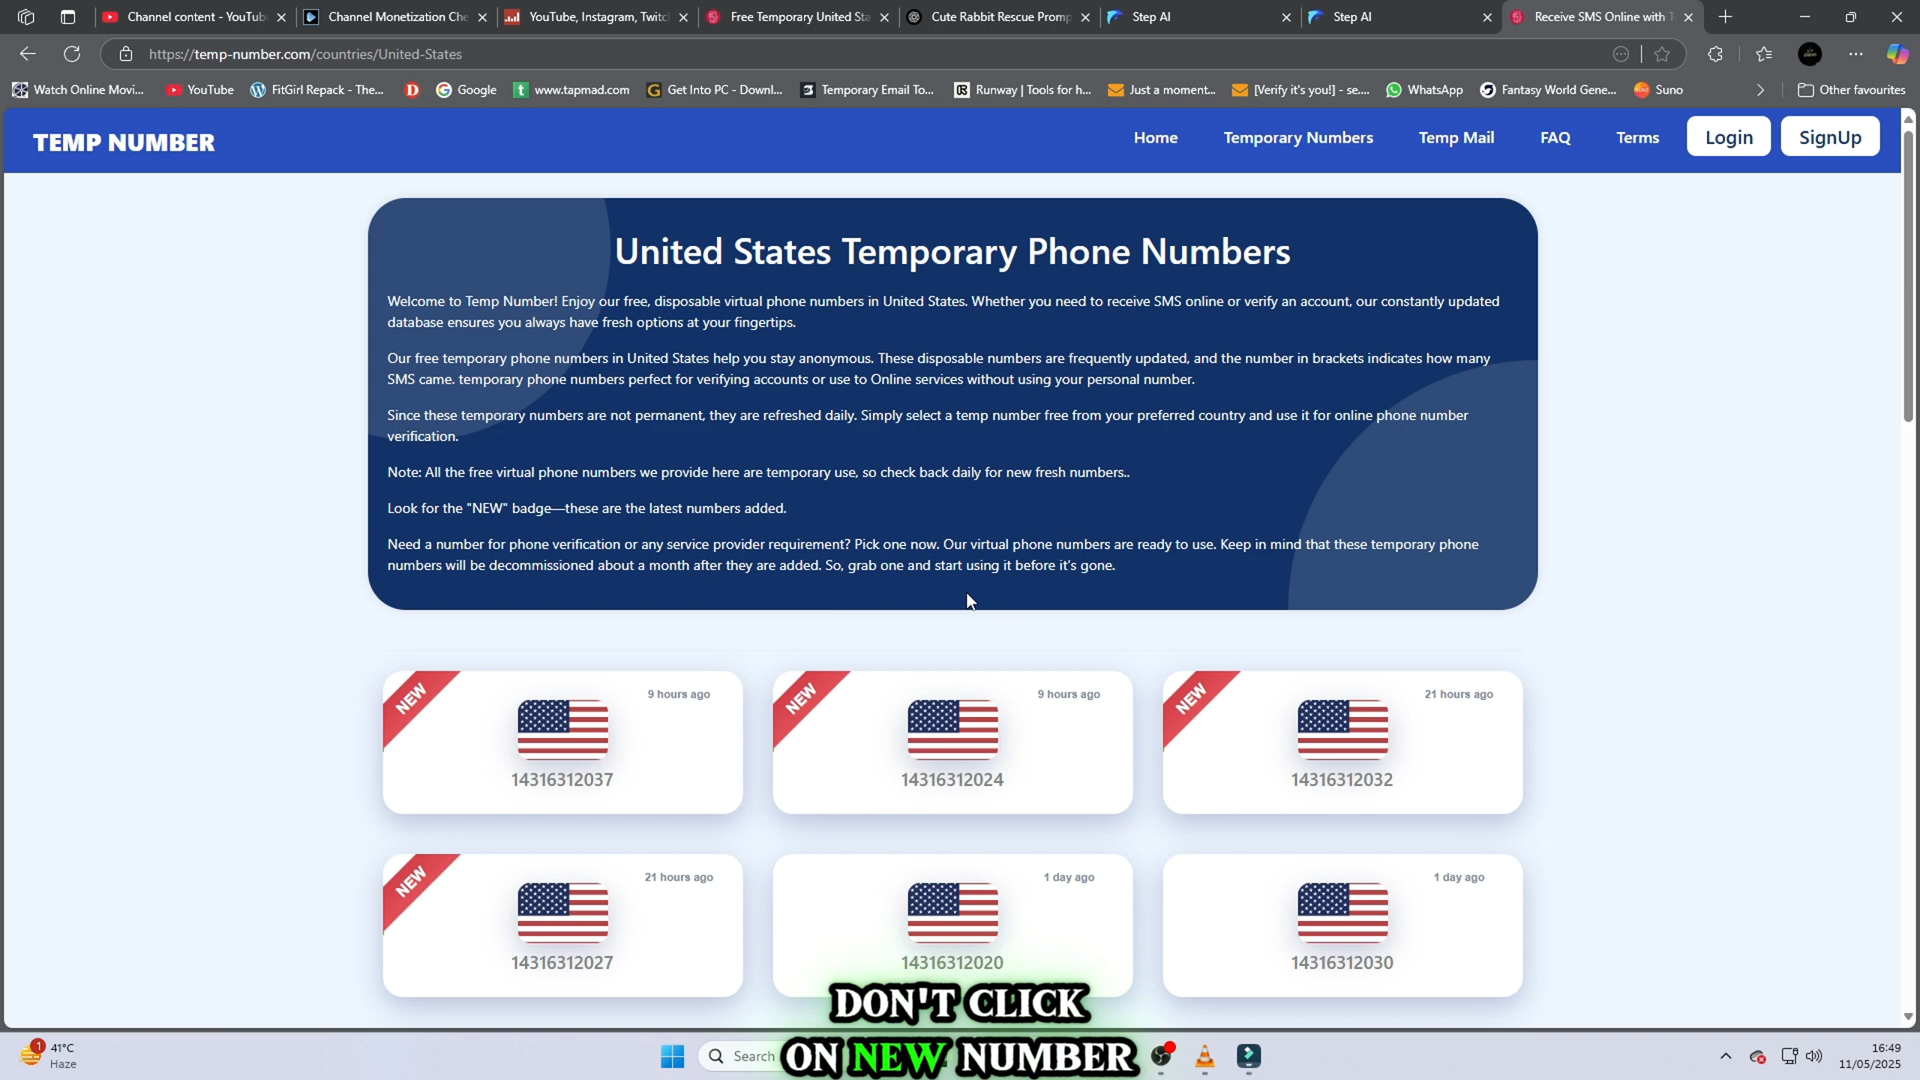 Channel content - YouTub
Channel Monetization Che
YouTube, Instagram, Twitc
Free Temporary United Sta
Cute Rabbit Rescue Promp
Step AI
Step AI
Receive SMS Online with T
https://temp-number.com/countries/United-States
Watch Online Movi...
YouTube
FitGirl Repack - The...
Google
www.tapmad.com
Get Into PC - Downl...
Temporary Email To...
Runway | Tools for h...
Just a moment...
[Verify it's you!] - se....
WhatsApp
Fantasy World Gene...
Suno
Other favourites
TEMP NUMBER
Home
Temporary Numbers
Temp Mail
FAQ
Terms
Login
SignUp
United States Temporary Phone Numbers
Welcome to Temp Number! Enjoy our free, disposable virtual phone numbers in United States. Whether you need to receive SMS online or verify an account, our constantly updated
database ensures you always have fresh options at your fingertips.
Our free temporary phone numbers in United States help you stay anonymous. These disposable numbers are frequently updated, and the number in brackets indicates how many
SMS came. temporary phone numbers perfect for verifying accounts or use to Online services without using your personal number.
Since these temporary numbers are not permanent, they are refreshed daily. Simply select a temp number free from your preferred country and use it for online phone number
verification.
Note: All the free virtual phone numbers we provide here are temporary use, so check back daily for new fresh numbers..
Look for the "NEW" badge—these are the latest numbers added.
Need a number for phone verification or any service provider requirement? Pick one now. Our virtual phone numbers are ready to use. Keep in mind that these temporary phone
numbers will be decommissioned about a month after they are added. So, grab one and start using it before it's gone.
NEW
9 hours ago
14316312037
NEW
9 hours ago
14316312024
NEW
21 hours ago
14316312032
NEW
21 hours ago
14316312027
1 day ago
14316312020
1 day ago
14316312030
DON'T CLICK
ON NEW NUMBER
1
41°C
Haze
Search
16:49
11/05/2025